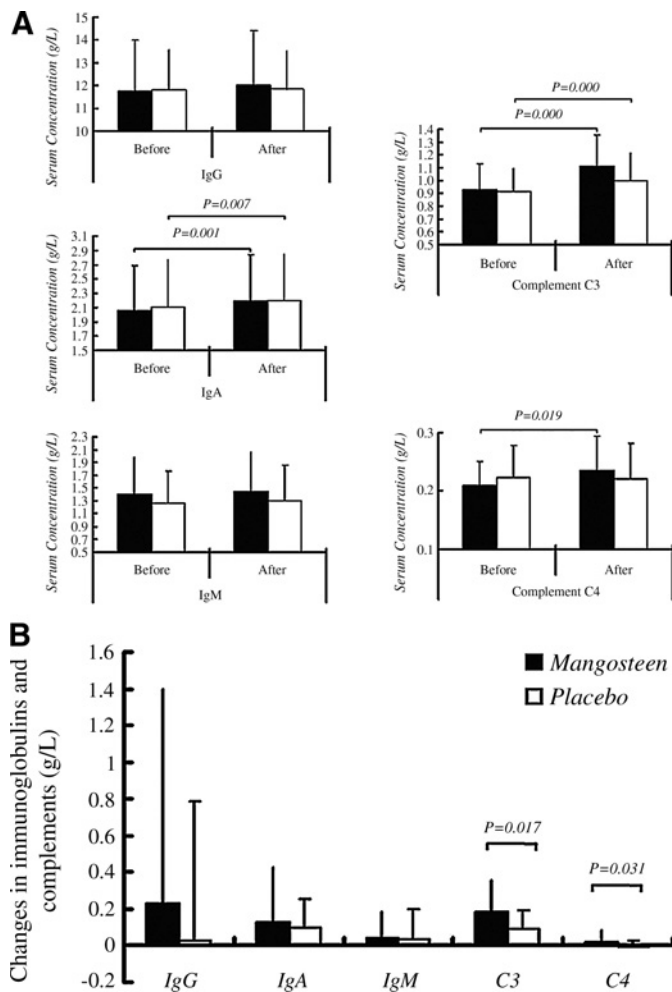 A
Serum Concentration (g/L)
15
14
13
12
11
10
Before
After
IgG
Serum Concentration (g/L)
3.1
2.9
2.7
2.5
2.3
2.1
1.9
1.7
1.5
P=0.007
P=0.001
Before
After
IgA
Serum Concentration (g/L)
2.3
2.1
1.9
1.7
1.5
1.3
1.1
0.9
0.7
0.5
Before
After
IgM
Serum Concentration (g/L)
1.4
1.3
1.2
1.1
1.0
0.9
0.8
0.7
0.6
0.5
P=0.000
P=0.000
Before
After
Complement C3
Serum Concentration (g/L)
0.3
0.2
0.1
P=0.019
Before
After
Complement C4
B
Changes in immunoglobulins and
complements (g/L)
1.6
1.4
1.2
1
0.8
0.6
0.4
0.2
0
-0.2
Mangosteen
Placebo
P=0.017
P=0.031
IgG
IgA
IgM
C3
C4